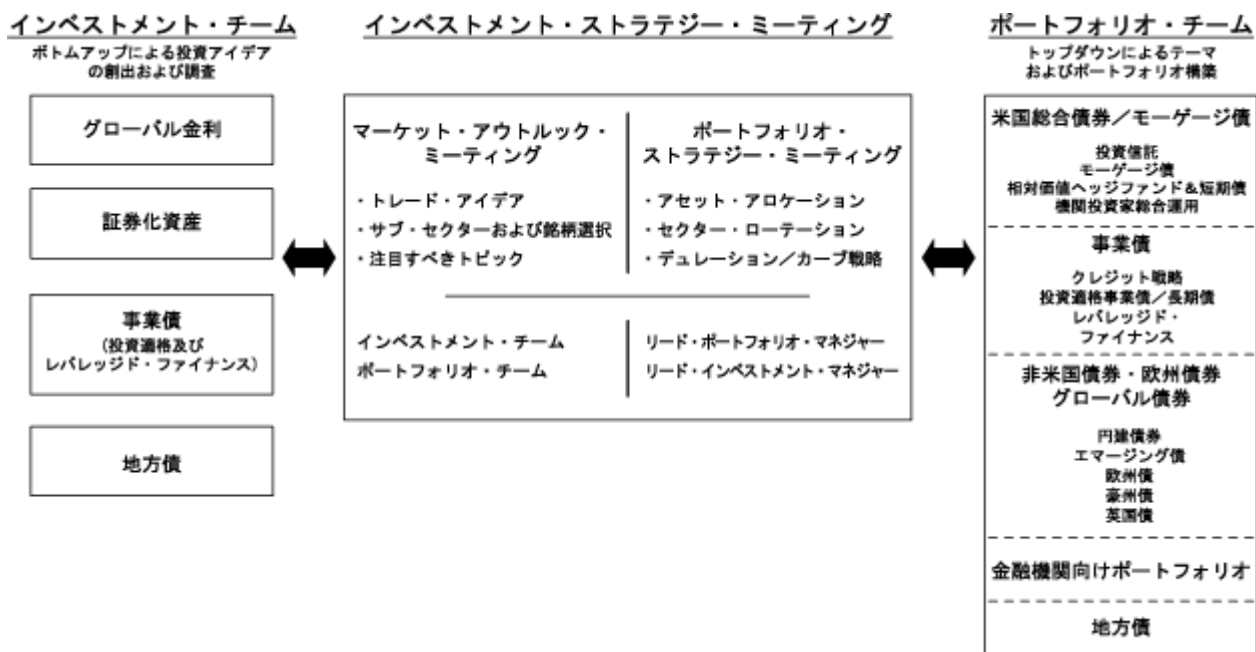 インベストメント・チーム
ボトムアップによる投資アイデア
の創出および調査
グローバル金利
証券化資産
事業債
(投資適格及び
レバレッジド・ファイナンス)
地方債
インベストメント・ストラテジー・ミーティング
マーケット・アウトルック・
ミーティング
・トレード・アイデア
・サブ・セクターおよび銘柄選択
・注目すべきトピック
インベストメント・チーム
ポートフォリオ・チーム
ポートフォリオ・
ストラテジー・ミーティング
・アセット・アロケーション
・セクター・ローテーション
・デュレーション/カーブ戦略
リード・ポートフォリオ・マネジャー
リード・インベストメント・マネジャー
ポートフォリオ・チーム
トップダウンによるテーマ
およびポートフォリオ構築
米国総合債券/モーゲージ債
投資信託
モーゲージ債
相対価値ヘッジファンド&短期債
機関投資家総合運用
事業債
クレジット戦略
投資適格事業債/長期債
レバレッジド・
ファイナンス
非米国債券・欧州債券
グローバル債券
円建債券
エマージング債
欧州債
豪州債
英国債
金融機関向けポートフォリオ
地方債